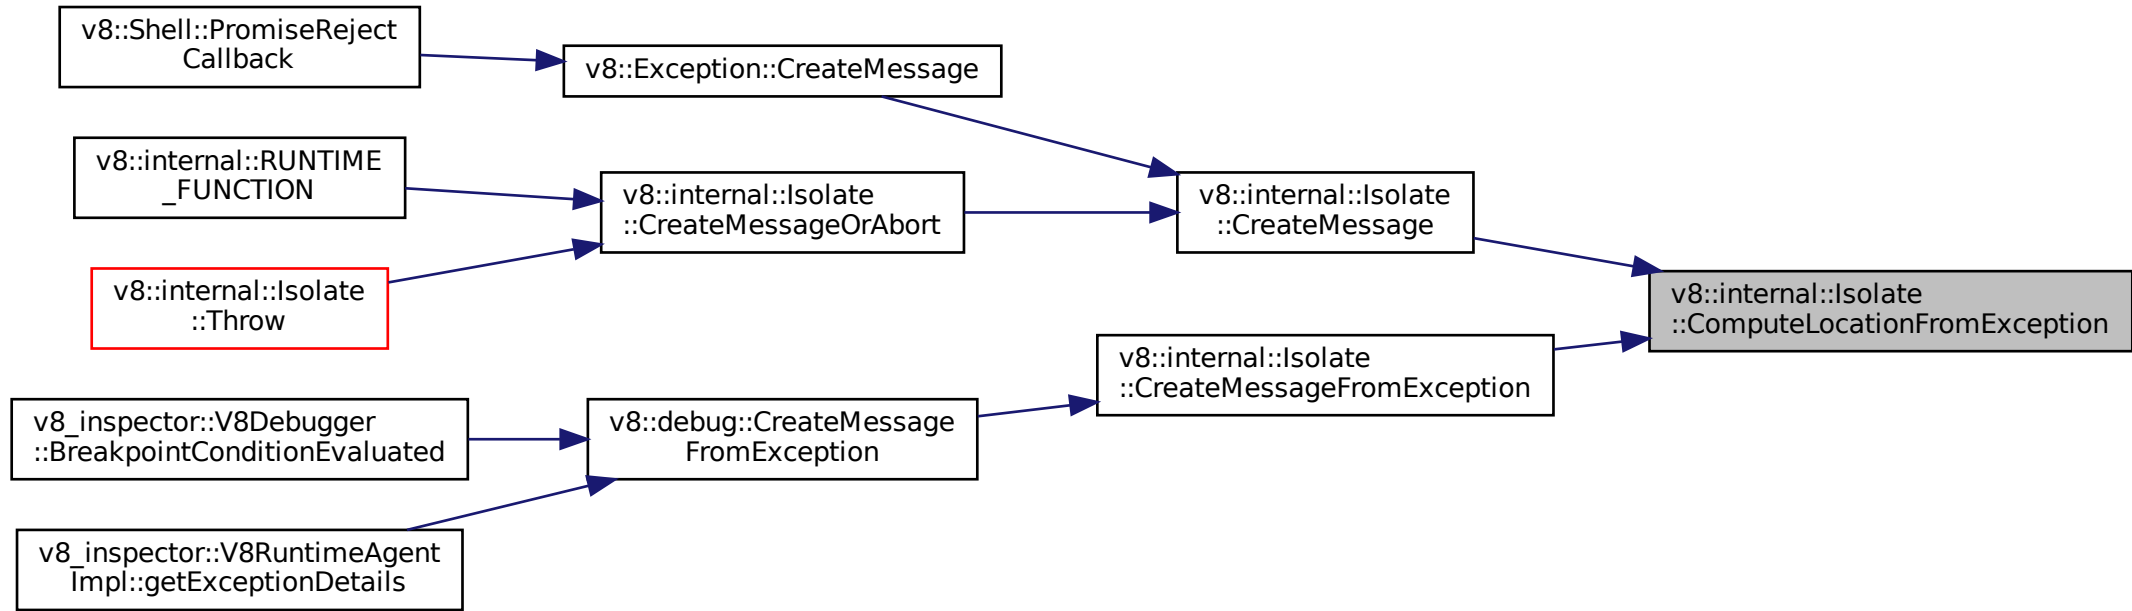 v8::Shell::PromiseReject
Callback
v8::Exception::CreateMessage
v8::internal::RUNTIME
_FUNCTION
v8::internal::Isolate
::CreateMessageOrAbort
v8::internal::Isolate
::CreateMessage
v8::internal::Isolate
::Throw
v8::internal::Isolate
::ComputeLocationFromException
v8::internal::Isolate
::CreateMessageFromException
v8_inspector::V8Debugger
::BreakpointConditionEvaluated
v8::debug::CreateMessage
FromException
v8_inspector::V8RuntimeAgent
Impl::getExceptionDetails